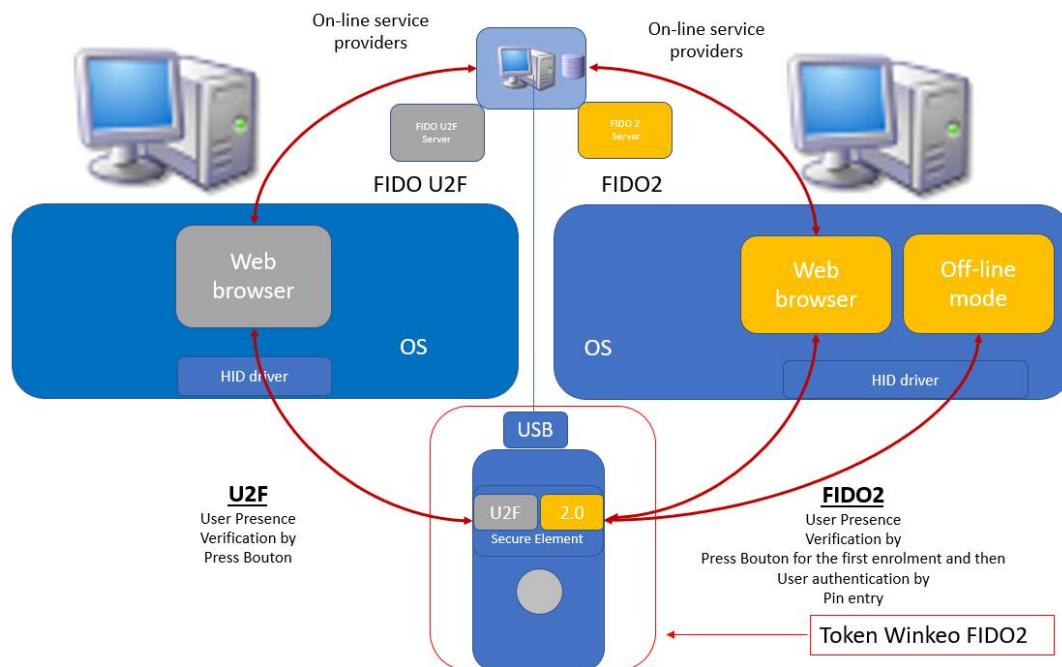 On-line service
providers
On-line service
providers
FIDO U2F
Server
FIDO 2
Server
FIDO U2F
FIDO2
Web
browser
OS
HID driver
Web
browser
Off-line
mode
OS
HID driver
USB
U2F
2.0
Secure Element
U2F
User Presence
Verification by
Press Bouton
FIDO2
User Presence
Verification by
Press Bouton for the first enrolment and then
User authentication by
Pin entry
Token Winkeo FIDO2